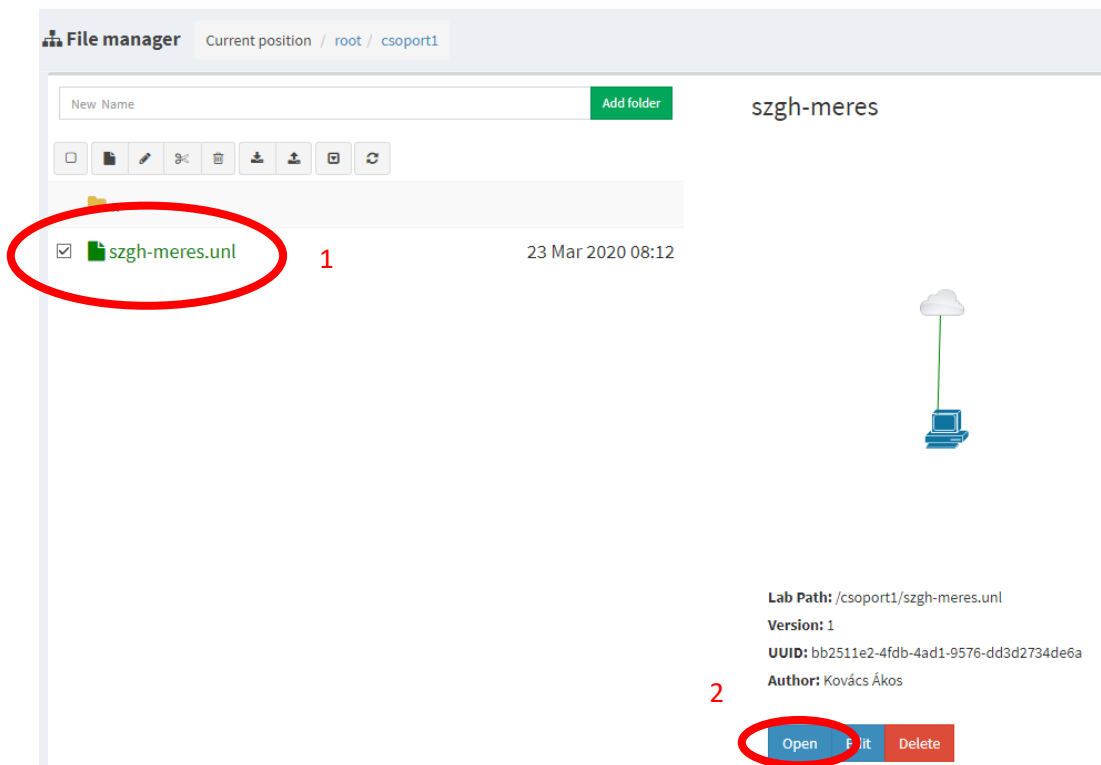 File manager Current position / root / csoport1
New Name Add folder
szgh-meres
szgh-meres.unl 1 23 Mar 2020 08:12
Lab Path: /csoport1/szgh-meres.unl
Version: 1
UUID: bb2511e2-4fdb-4ad1-9576-dd3d2734de6a
Author: Kovács Ákos
2
Open Edit Delete